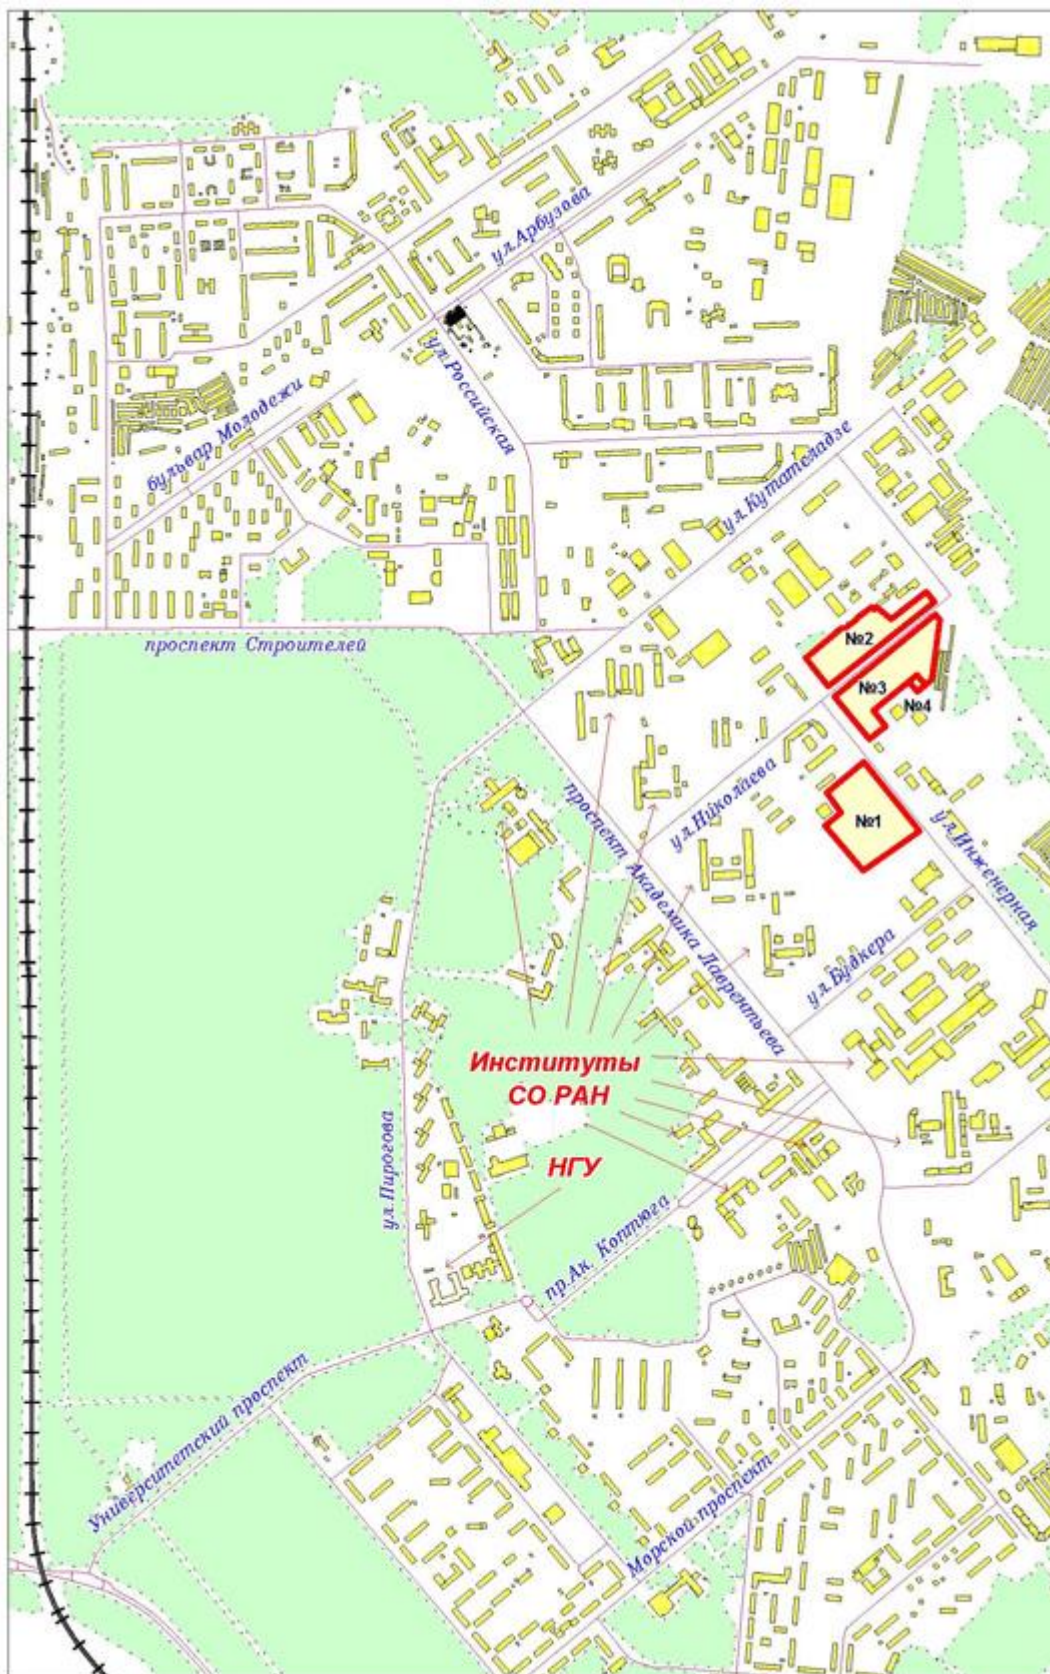 ул.Арбузова
ул.Российская
бульвар Молодежи
ул.Кутателадзе
проспект Строителей
№2
№3
№4
№1
ул.Николаева
ул.Инженерная
проспект Академика Лаврентьева
ул.Будкера
Институты
СО РАН
НГУ
ул.Пирогова
пр.Ак. Коптюга
Университетский проспект
Морской проспект